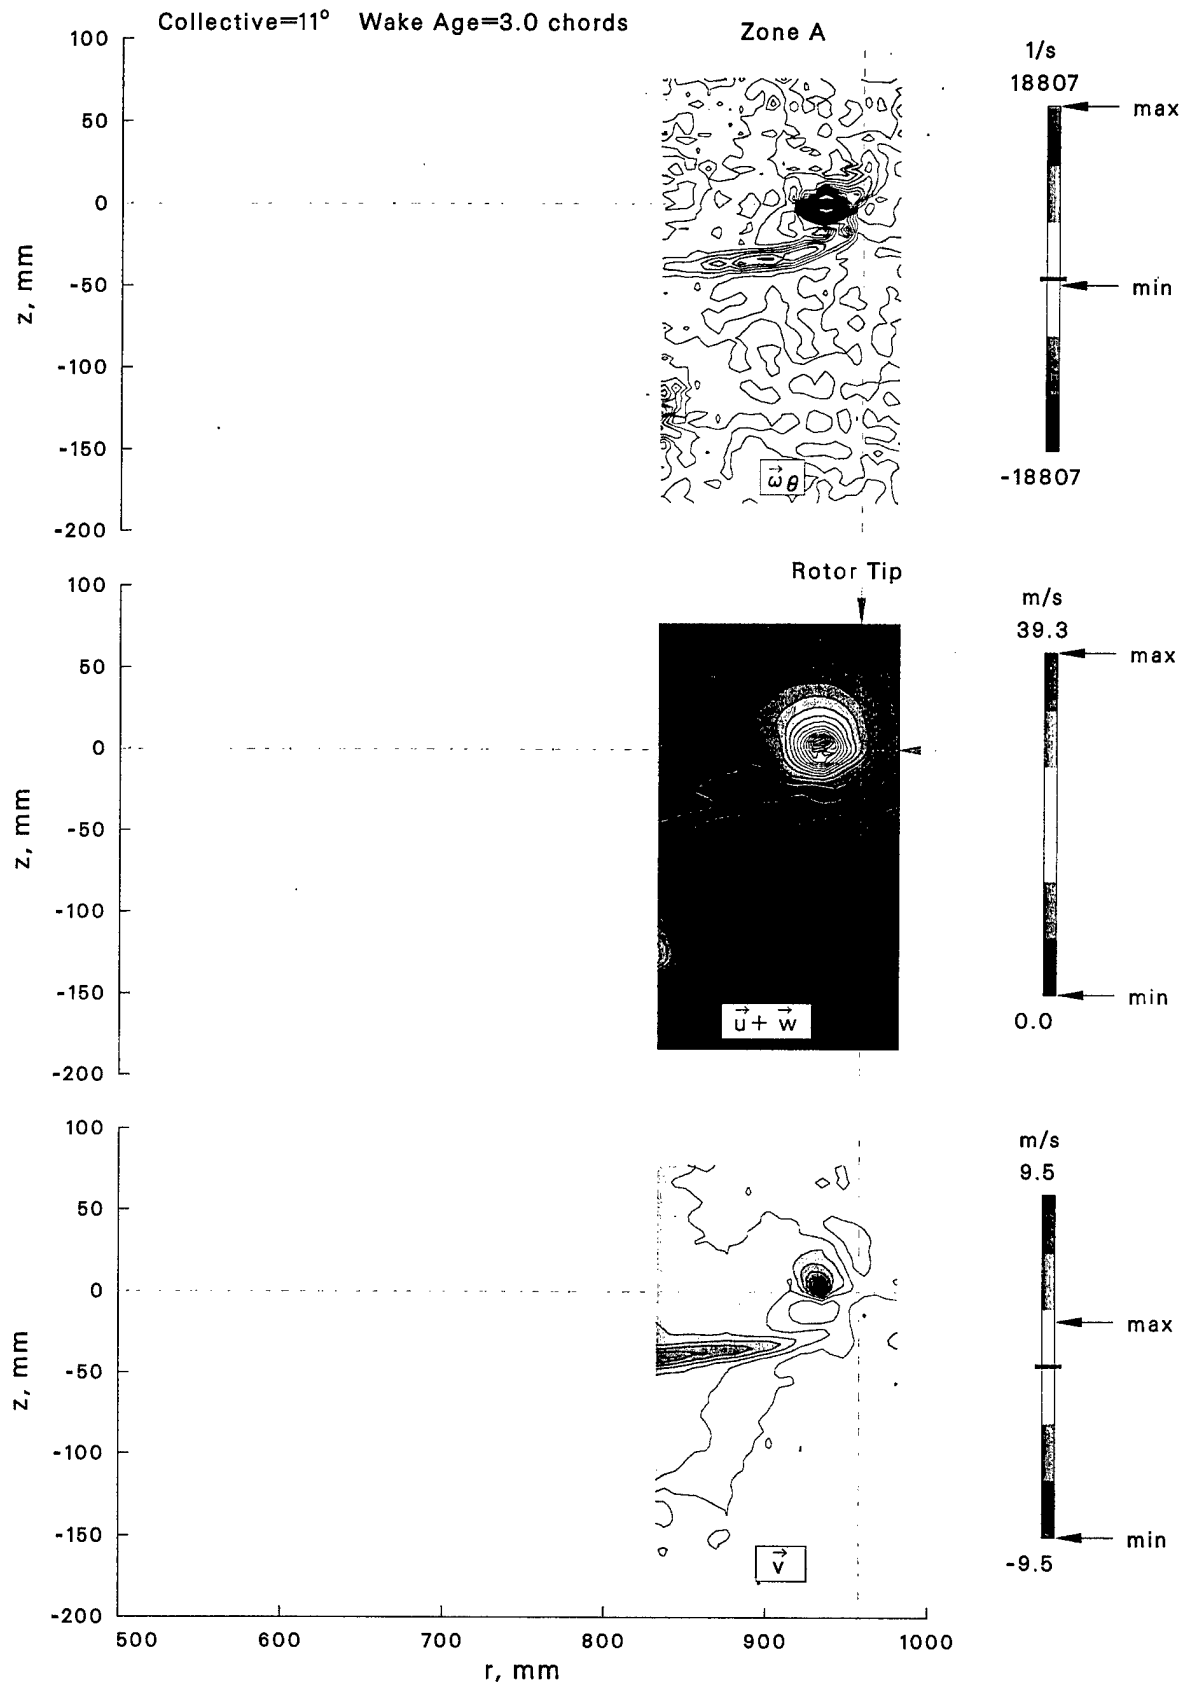 Collective=11° Wake Age=3.0 chords
Zone A
1/s
18807
max
min
-18807
100
50
0
-50
-100
-150
-200
z, mm
ω⃗ θ
Rotor Tip
m/s
39.3
max
min
0.0
100
50
0
-50
-100
-150
-200
z, mm
u⃗ + w⃗
m/s
9.5
max
min
-9.5
100
50
0
-50
-100
-150
-200
z, mm
v⃗
500 600 700 800 900 1000
r, mm